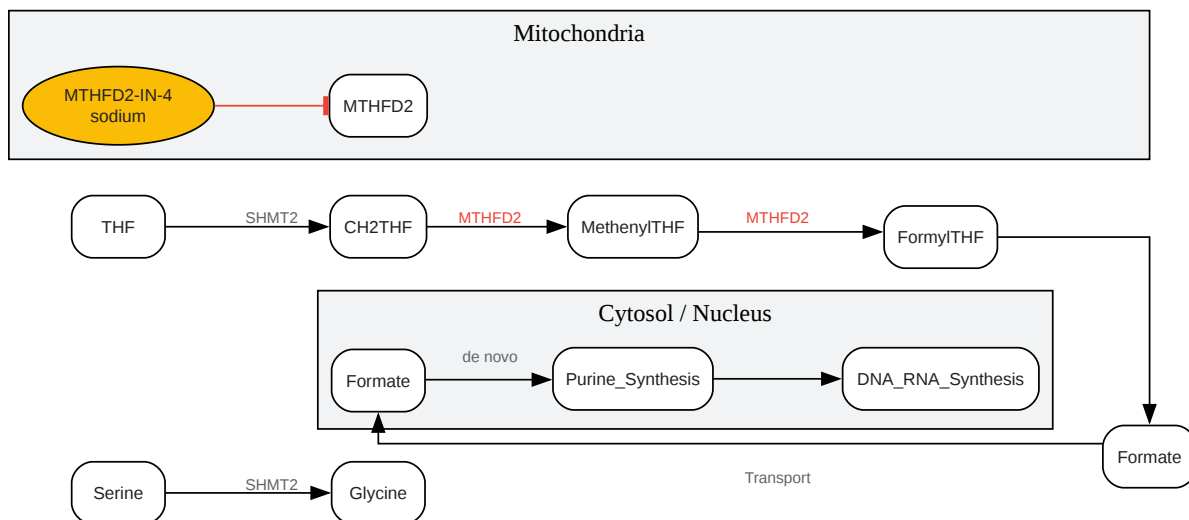 Mitochondria
MTHFD2-IN-4
sodium
MTHFD2
THF
SHMT2
CH2THF
MTHFD2
MethenylTHF
MTHFD2
FormylTHF
Cytosol / Nucleus
Formate
de novo
Purine_Synthesis
DNA_RNA_Synthesis
Formate
Transport
Serine
SHMT2
Glycine